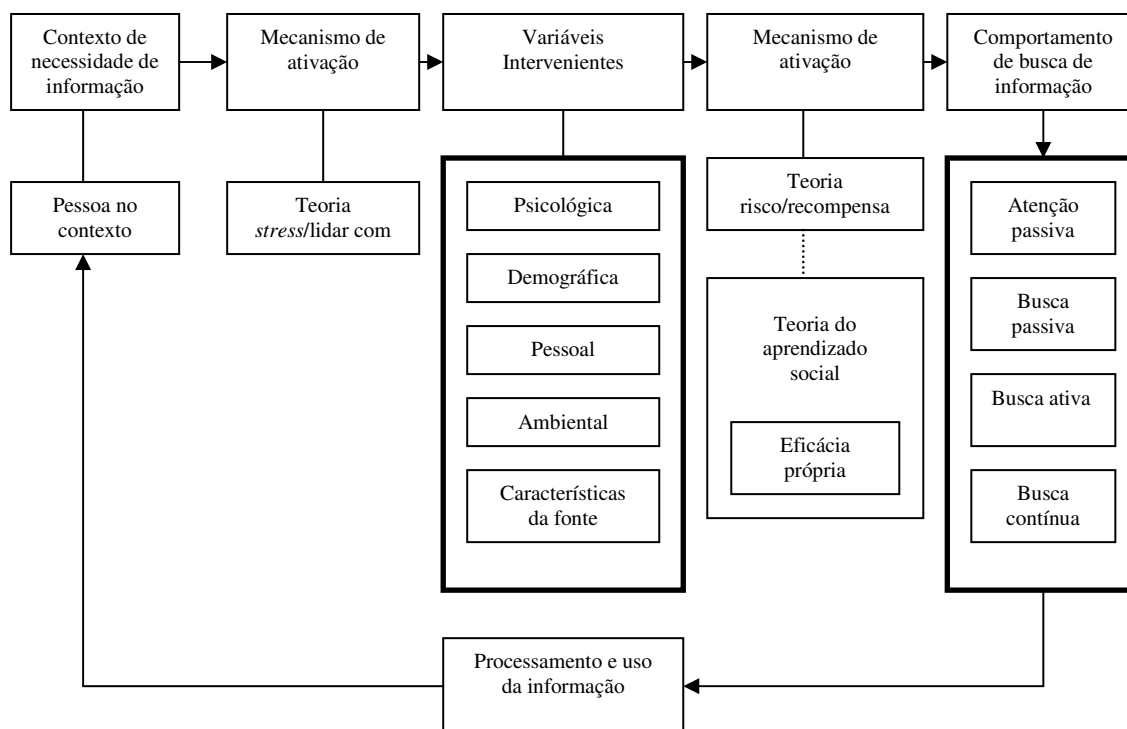 Contexto de
necessidade de
informação
Mecanismo de
ativação
Variáveis
Intervenientes
Mecanismo de
ativação
Comportamento
de busca de
informação
Pessoa no
contexto
Teoria
stress/lidar com
Psicológica
Demográfica
Pessoal
Ambiental
Características
da fonte
Teoria
risco/recompensa
Teoria do
aprendizado
social
Eficácia
própria
Atenção
passiva
Busca
passiva
Busca ativa
Busca
contínua
Processamento e uso
da informação